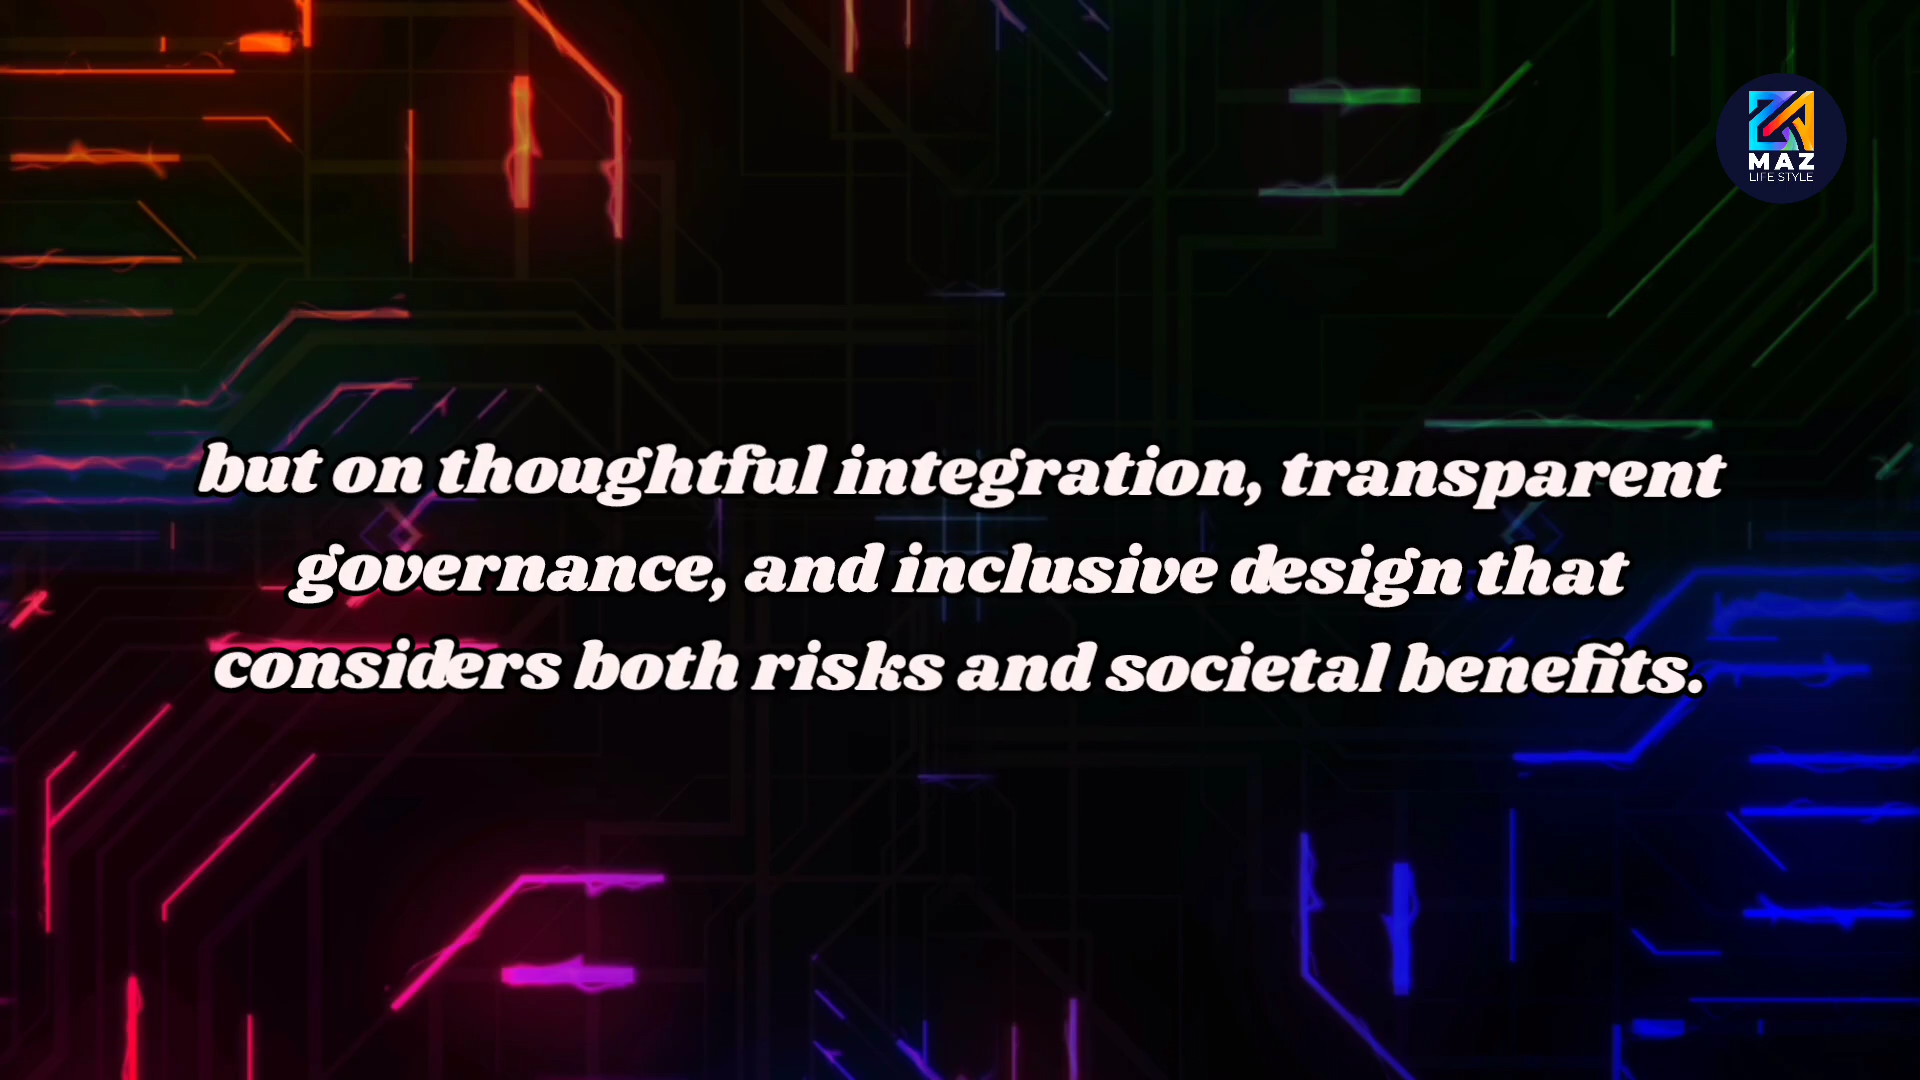 MAZ
LIFE STYLE
but on thoughtful integration, transparent
governance, and inclusive design that
considers both risks and societal benefits.